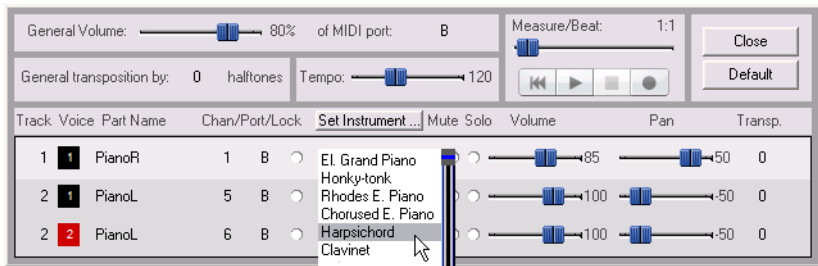 General Volume: 80% of MIDI port: B Measure/Beat: 1:1 Close
General transposition by: 0 halftones Tempo: 120 Default
Track Voice Part Name Chan/Port/Lock Set Instrument ... Mute Solo Volume Pan Transp.
1 1 PianoR 1 B El. Grand Piano 85 50 0
Honky-tonk
2 1 PianoL 5 B Rhodes E. Piano 100 -50 0
Chorused E. Piano
2 2 PianoL 6 B Harpsichord 100 -50 0
Clavinet